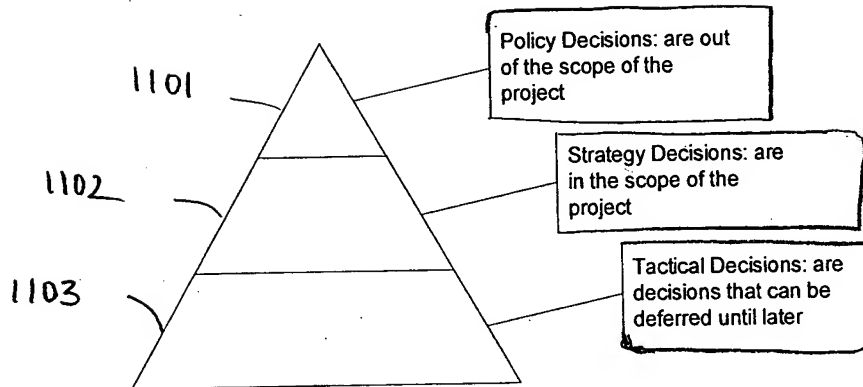 1101
Policy Decisions: are out
of the scope of the
project
1102
Strategy Decisions: are
in the scope of the
project
1103
Tactical Decisions: are
decisions that can be
deferred until later